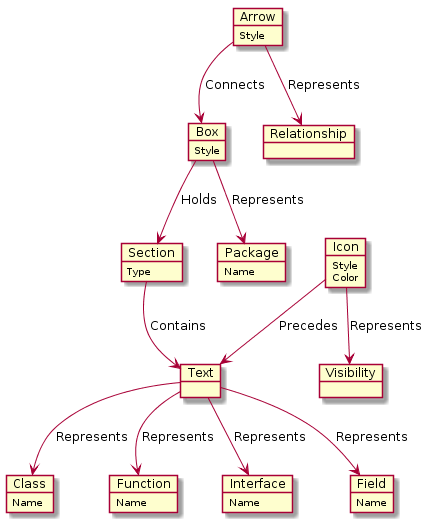 Arrow
Style
Connects
Represents
Box
Style
Relationship
Holds
Represents
Section
Type
Package
Name
Icon
Style
Color
Contains
Precedes
Represents
Text
Visibility
Represents
Represents
Represents
Represents
Class
Name
Function
Name
Interface
Name
Field
Name